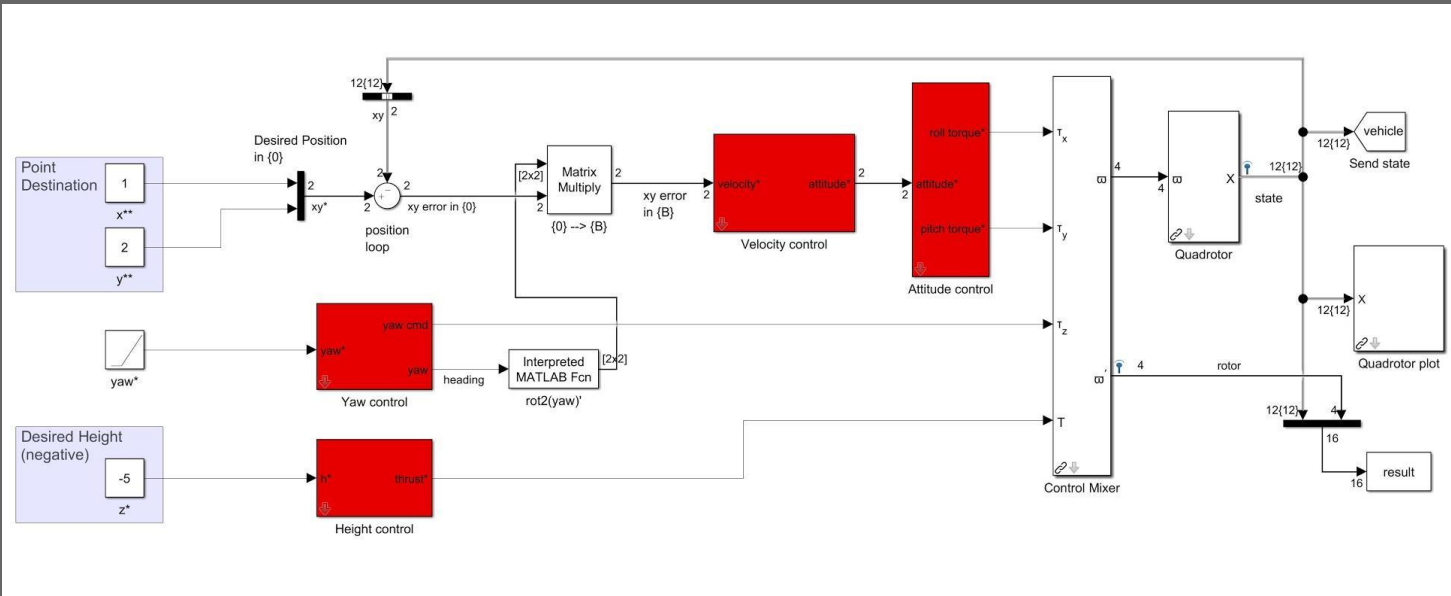 12{12}
xy
2
Point
Destination
1
x**
2
y**
Desired Position
in {0}
2
xy*
2
2
2
xy error in {0}
position
loop
[2x2]
2
Matrix
Multiply
{0} --> {B}
2
xy error
in {B}
2
velocity*
attitude*
Velocity control
2
2
attitude*
roll torque*
pitch torque*
Attitude control
τx
τy
τz
T
ϖ
ϖ'
Control Mixer
4
4
ϖ
X
Quadrotor
12{12}
state
12{12}
vehicle
Send state
12{12}
X
Quadrotor plot
yaw*
yaw*
yaw cmd
yaw
Yaw control
heading
Interpreted
MATLAB Fcn
rot2(yaw)'
[2x2]
4
rotor
12{12}
4
16
16
result
Desired Height
(negative)
-5
z*
h*
thrust*
Height control